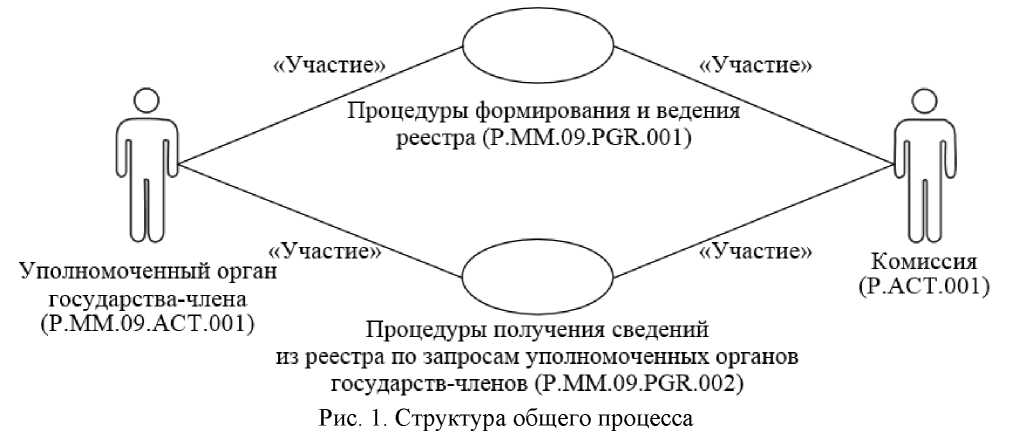 «Участие»
«Участие»
Процедуры формирования и ведения
реестра (P.MM.09.PGR.001)
«Участие»
«Участие»
Уполномоченный орган
государства-члена
(P.MM.09.ACT.001)
Комиссия
(P.ACT.001)
Процедуры получения сведений
из реестра по запросам уполномоченных органов
государств-членов (P.MM.09.PGR.002)
Рис. 1. Структура общего процесса